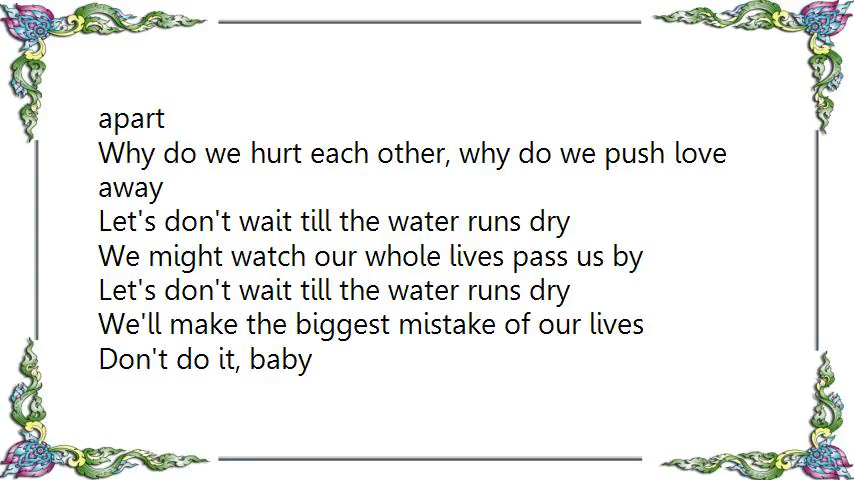 apart
Why do we hurt each other, why do we push love
away
Let's don't wait till the water runs dry
We might watch our whole lives pass us by
Let's don't wait till the water runs dry
We'll make the biggest mistake of our lives
Don't do it, baby